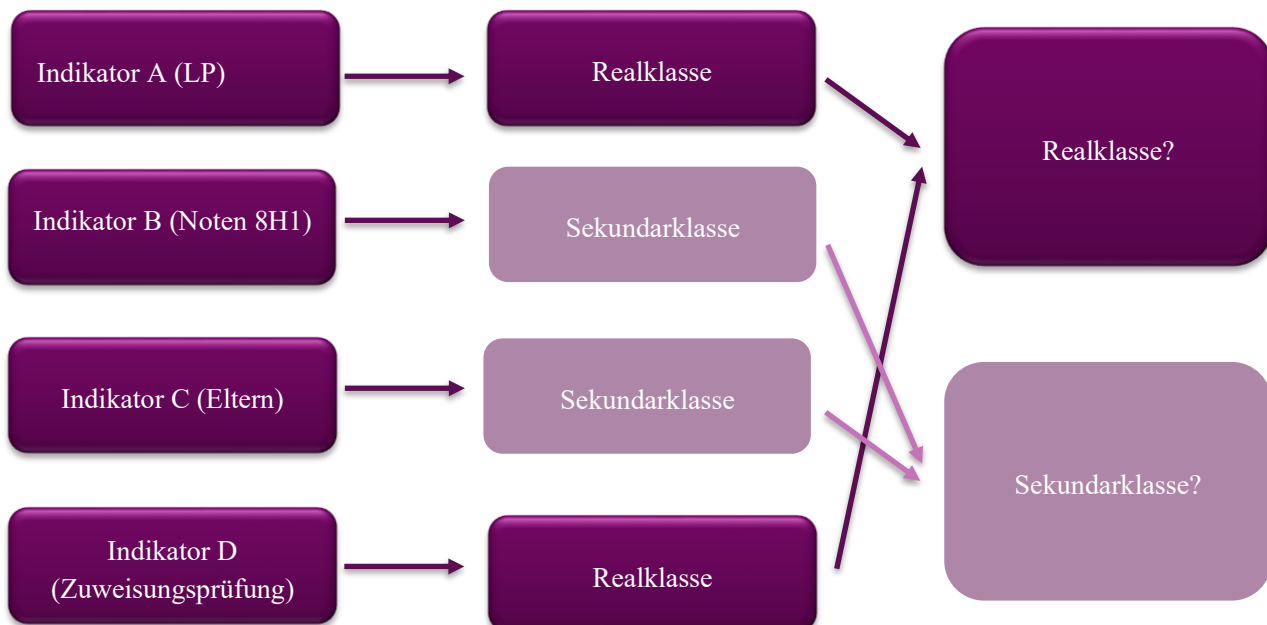 Indikator A (LP)
Realklasse
Realklasse?
Indikator B (Noten 8H1)
Sekundarklasse
Indikator C (Eltern)
Sekundarklasse
Sekundarklasse?
Indikator D
(Zuweisungsprüfung)
Realklasse